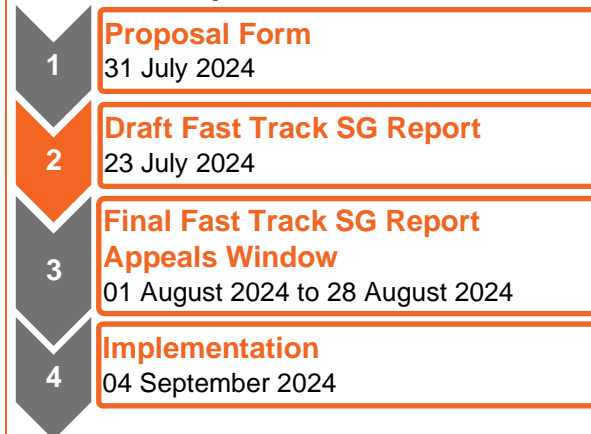 1
Proposal Form
31 July 2024
2
Draft Fast Track SG Report
23 July 2024
3
Final Fast Track SG Report
Appeals Window
01 August 2024 to 28 August 2024
4
Implementation
04 September 2024